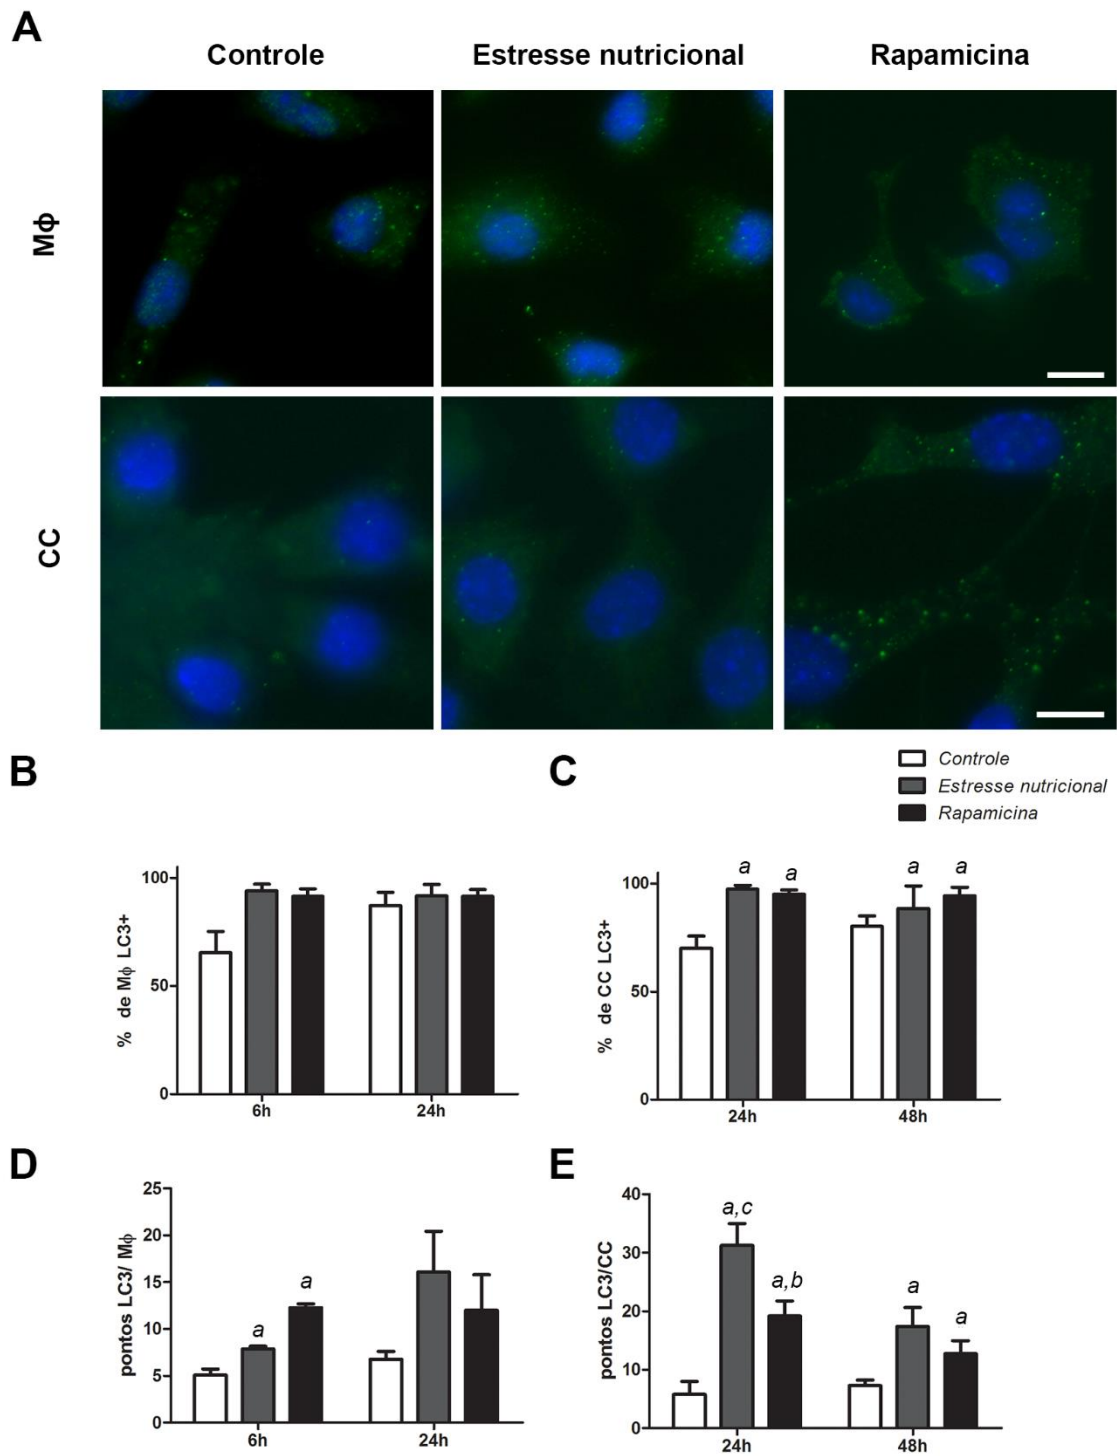 A
Controle
Estresse nutricional
Rapamicina
Mϕ
CC
B
C
Controle
Estresse nutricional
Rapamicina
% de Mϕ LC3+
100
50
0
6h
24h
% de CC LC3+
100
50
0
a
a
a
a
24h
48h
D
E
pontos LC3/ Mϕ
25
20
15
10
5
0
a
a
6h
24h
pontos LC3/CC
40
30
20
10
0
a,c
a,b
a
a
24h
48h